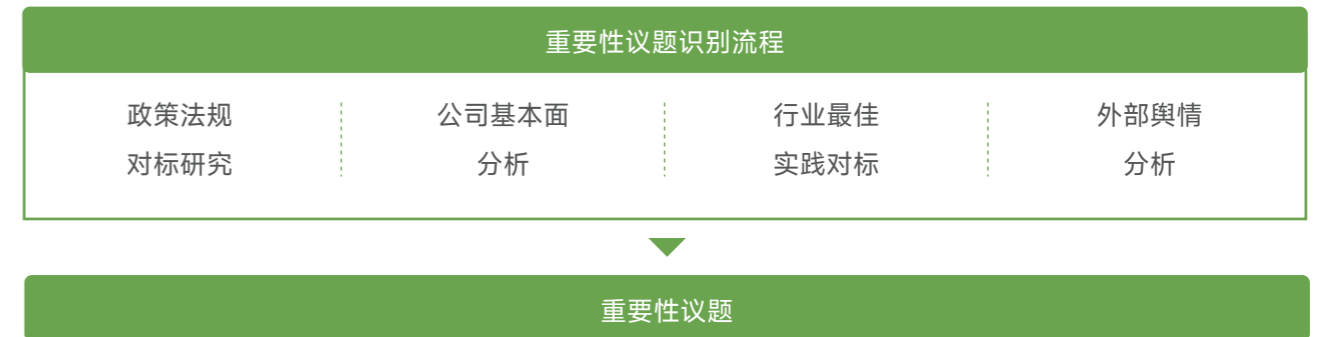 重要性议题识别流程
政策法规
对标研究
公司基本面
分析
行业最佳
实践对标
外部舆情
分析
重要性议题